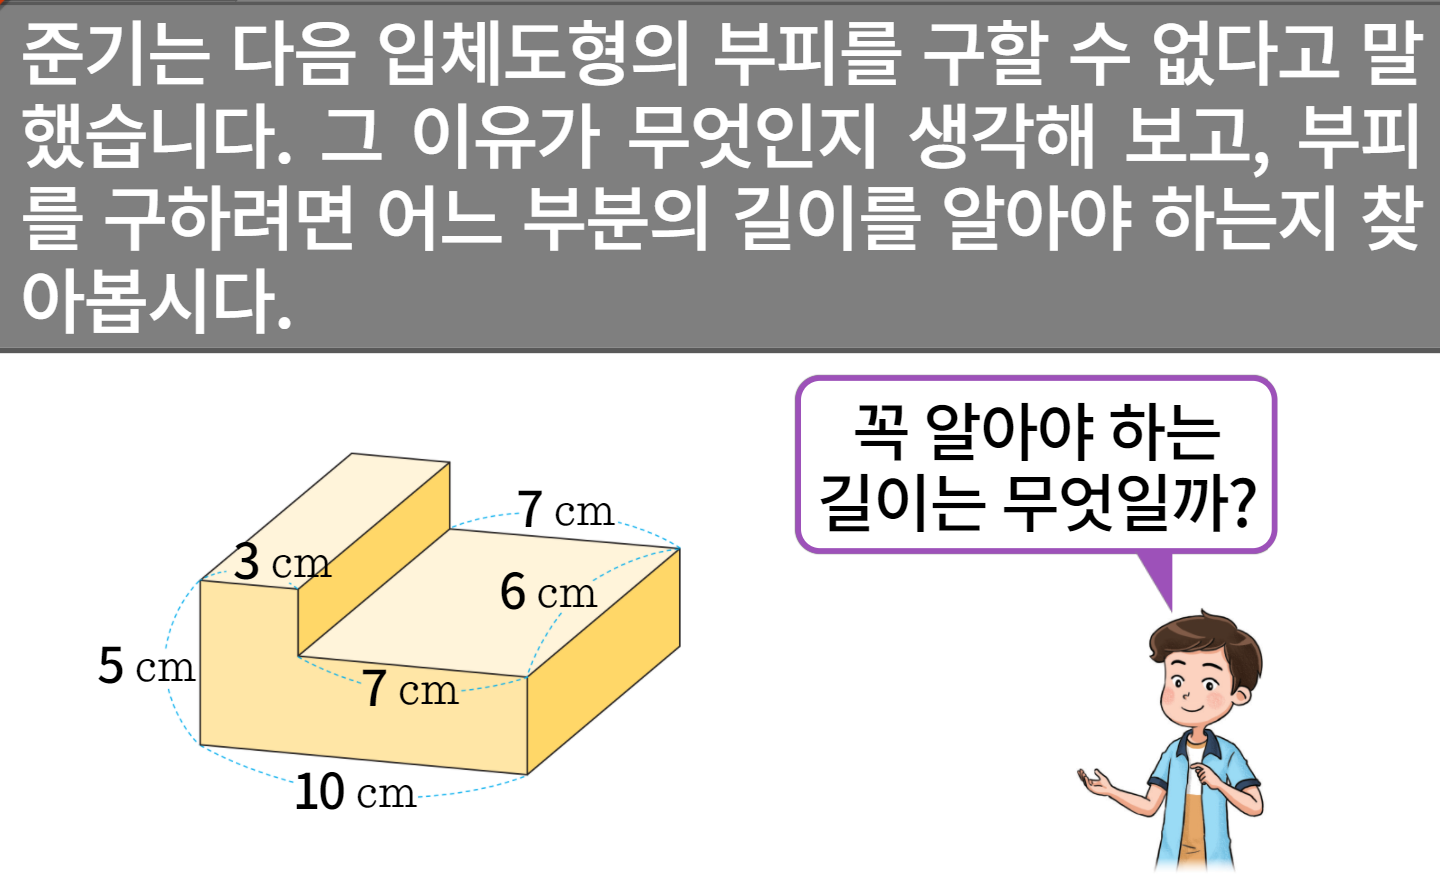 준기는 다음 입체도형의 부피를 구할 수 없다고 말
했습니다. 그 이유가 무엇인지 생각해 보고, 부피
를 구하려면 어느 부분의 길이를 알아야 하는지 찾
아봅시다.
꼭 알아야 하는
길이는 무엇일까?
7 cm
3 cm
6 cm
5 cm
7 cm
10 cm